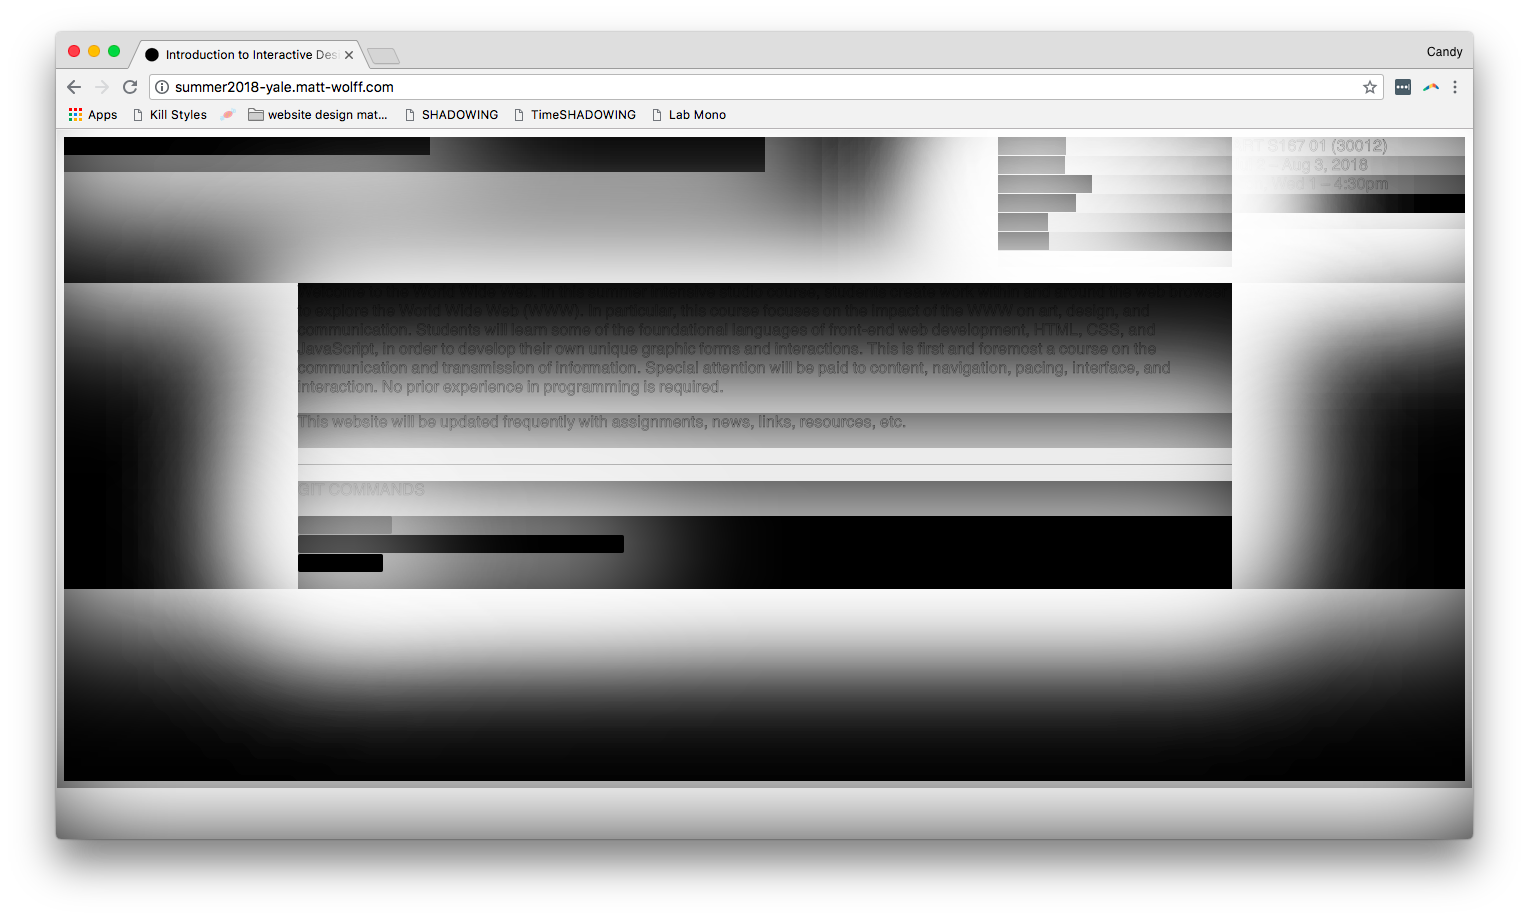 Introduction to Interactive Des
Candy
summer2018-yale.matt-wolff.com
Apps Kill Styles website design mat... SHADOWING TimeSHADOWING Lab Mono
S167 01 (30012)
– Aug 3, 2018
1 – 4:30pm
to explore the World Wide Web (WWW). In particular, this course focuses on the impact of the WWW on art, design, and
communication. Students will learn some of the foundational languages of front-end web development, HTML, CSS, and
JavaScript, in order to develop their own unique graphic forms and interactions. This is first and foremost a course on the
communication and transmission of information. Special attention will be paid to content, navigation, pacing, interface, and
interaction. No prior experience in programming is required.
This website will be updated frequently with assignments, news, links, resources, etc.
GIT COMMANDS